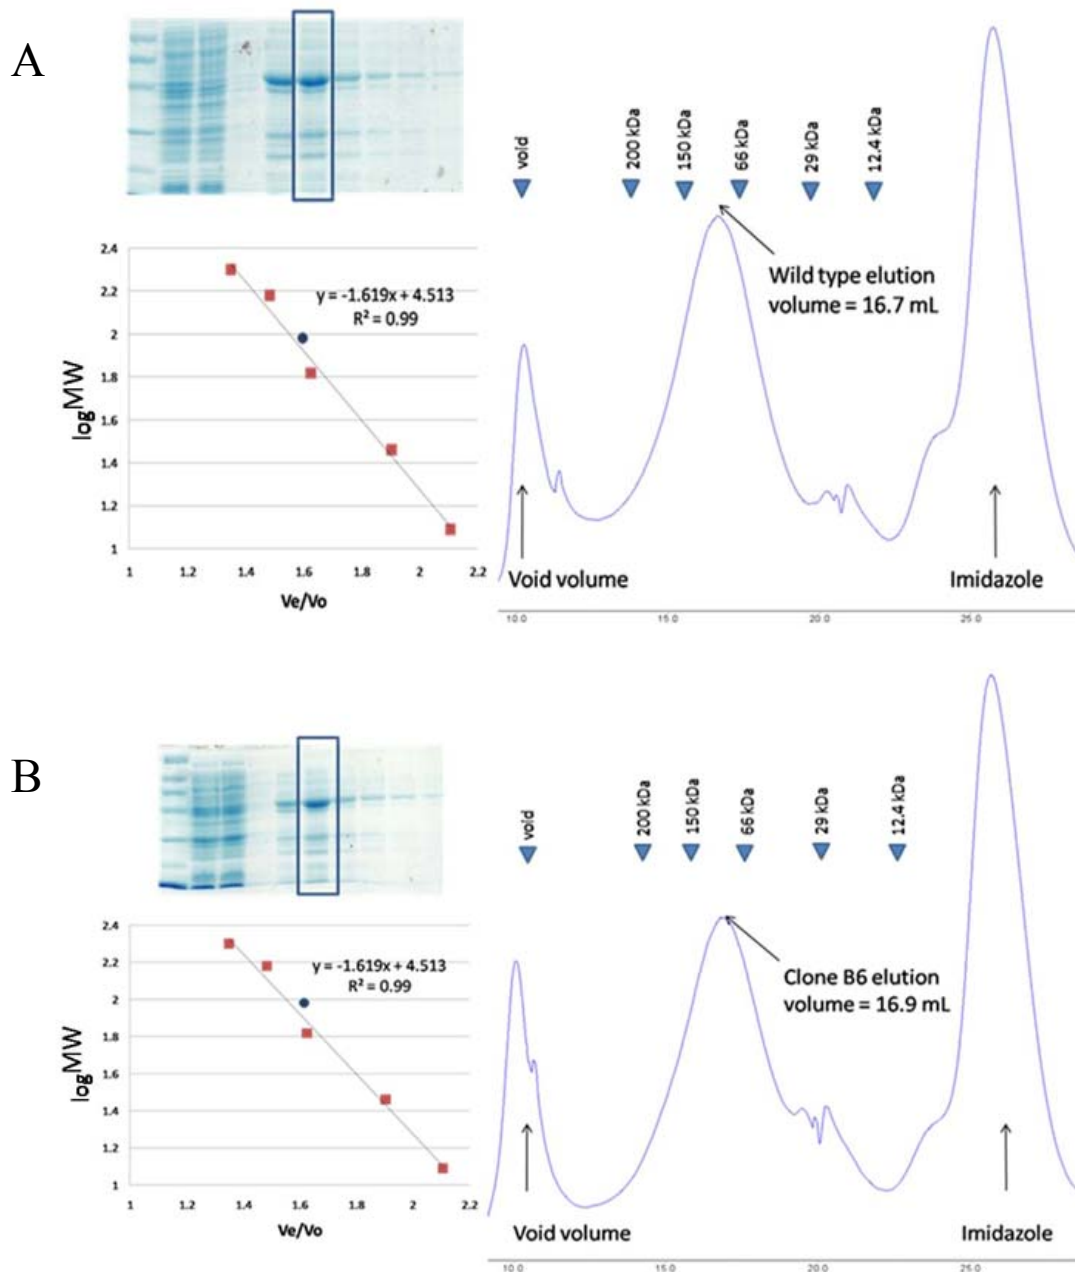 A
void
200 kDa
150 kDa
66 kDa
29 kDa
12.4 kDa
Wild type elution
volume = 16.7 mL
Void volume
Imidazole
10.0
15.0
20.0
25.0
2.4
2.2
2
1.8
1.6
1.4
1.2
1
y = -1.619x + 4.513
R² = 0.99
logMW
1
1.2
1.4
1.6
1.8
2
2.2
Ve/Vo
B
void
200 kDa
150 kDa
66 kDa
29 kDa
12.4 kDa
Clone B6 elution
volume = 16.9 mL
Void volume
Imidazole
10.0
15.0
20.0
25.0
2.4
2.2
2
1.8
1.6
1.4
1.2
1
y = -1.619x + 4.513
R² = 0.99
logMW
1
1.2
1.4
1.6
1.8
2
2.2
Ve/Vo